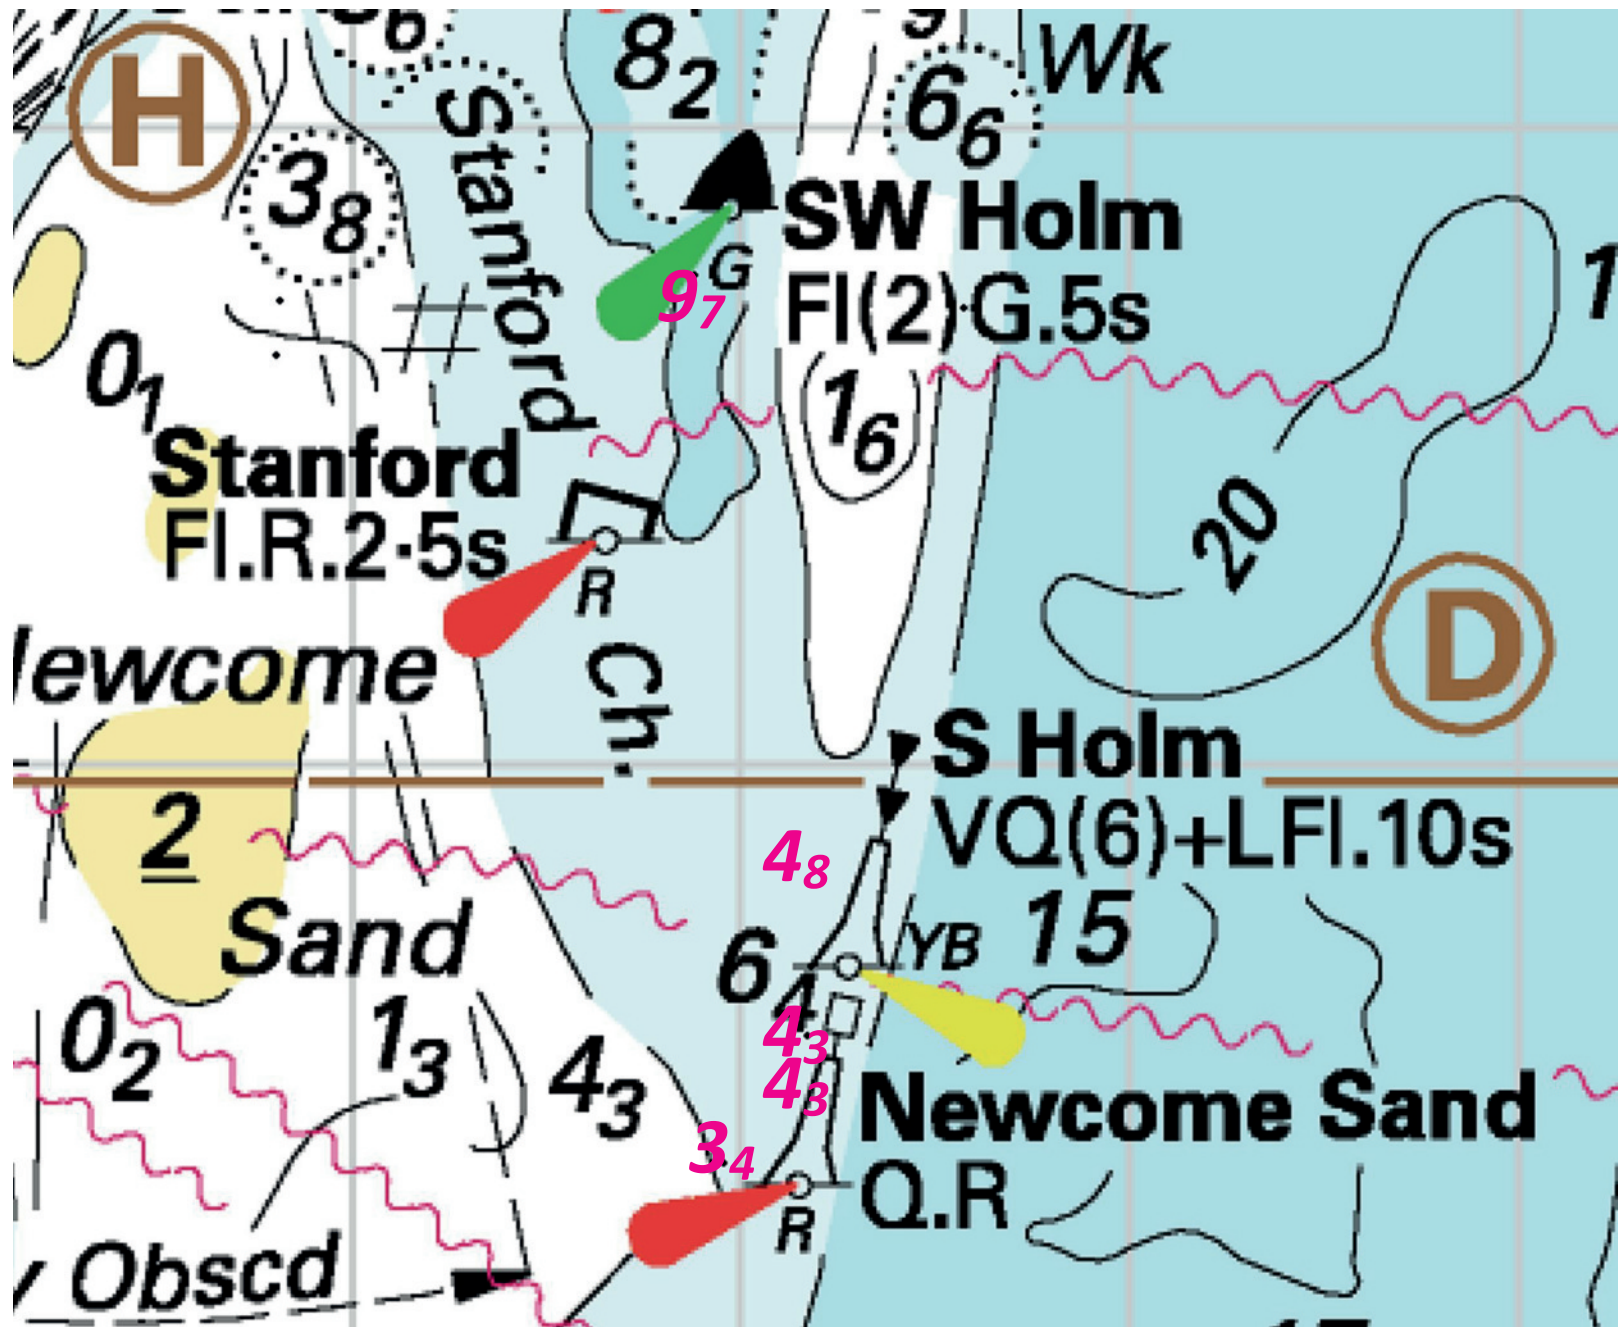 H
8₂
6₆
Wk
3₈
Stanford
SW Holm
G
9₇
Fl(2)G.5s
0₁
1₆
Stanford
Fl.R.2·5s
20
R
Ch.
D
S Holm
VQ(6)+LFl.10s
2
4₈
Sand
6₄
YB
15
0₂
1₃
4₃
4₃
4₃
Newcome Sand
3₄
Q.R
R
Obscd